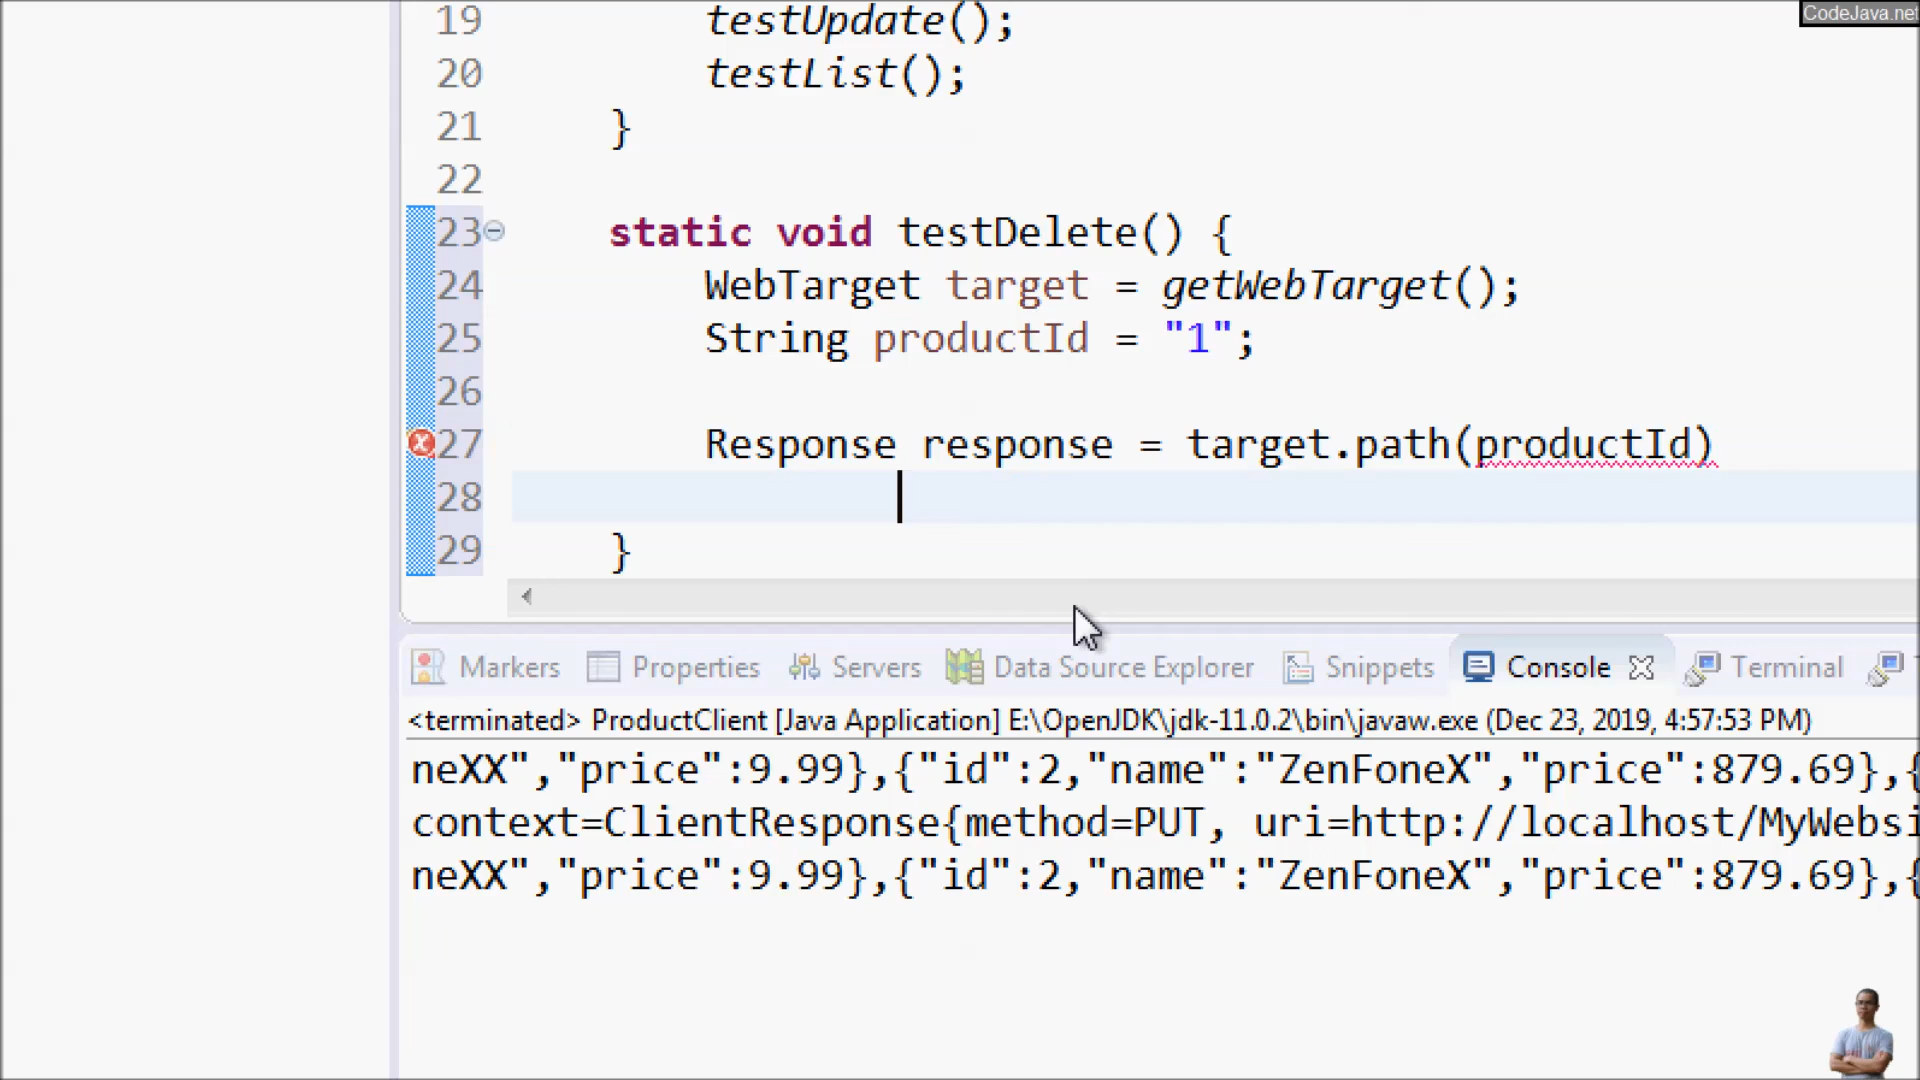 CodeJava.net
19 testUpdate();
20 testList();
21 }
22
23 static void testDelete() {
24 WebTarget target = getWebTarget();
25 String productId = "1";
26
27 Response response = target.path(productId)
28
29 }
Markers Properties Servers Data Source Explorer Snippets Console Terminal
<terminated> ProductClient [Java Application] E:\OpenJDK\jdk-11.0.2\bin\javaw.exe (Dec 23, 2019, 4:57:53 PM)
neXX","price":9.99},{"id":2,"name":"ZenFoneX","price":879.69},{
context=ClientResponse{method=PUT, uri=http://localhost/MyWebsi
neXX","price":9.99},{"id":2,"name":"ZenFoneX","price":879.69},{